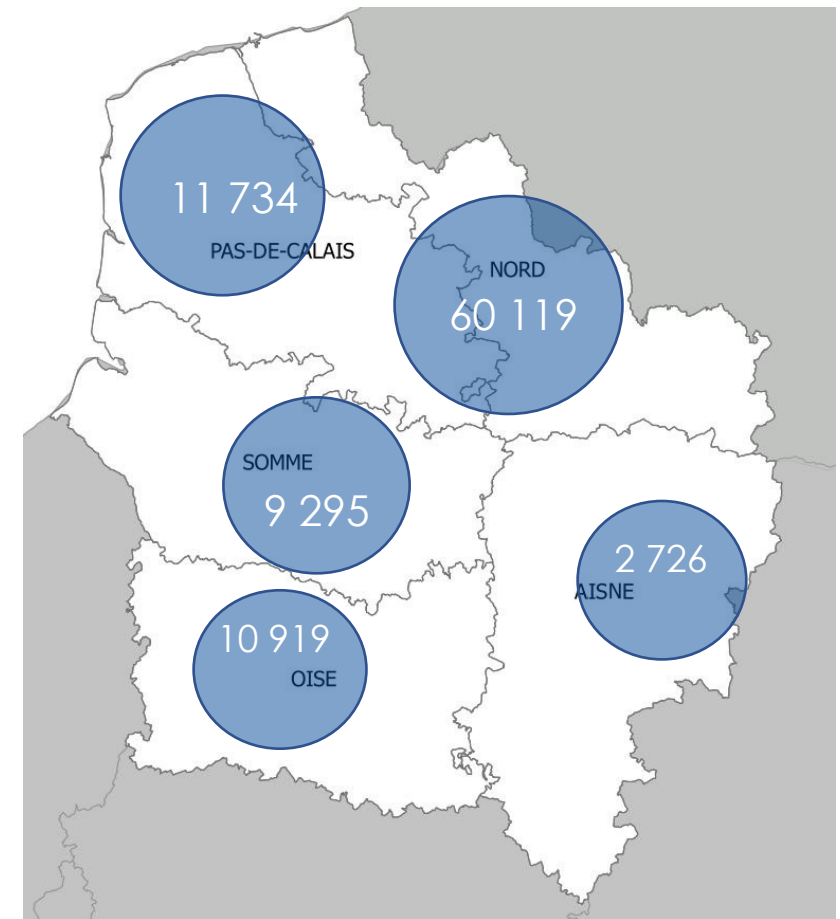 11 734
PAS-DE-CALAIS
NORD
60 119
SOMME
9 295
2 726
AISNE
10 919
OISE